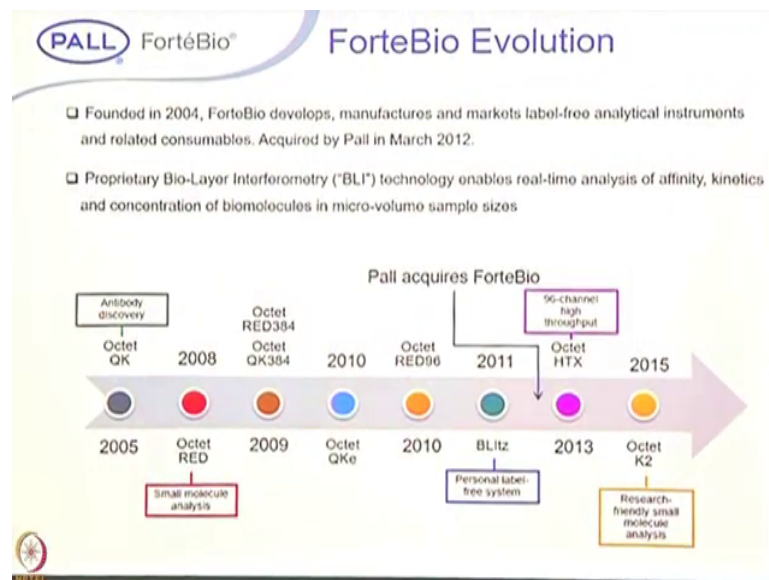 PALL FortéBio®
ForteBio Evolution
Founded in 2004, ForteBio develops, manufactures and markets label-free analytical instruments
and related consumables. Acquired by Pall in March 2012.
Proprietary Bio-Layer Interferometry ("BLI") technology enables real-time analysis of affinity, kinetics
and concentration of biomolecules in micro-volume sample sizes
Pall acquires ForteBio
Antibody
discovery
Octet
QK
2008
Octet
RED384
Octet
QK384
2010
Octet
RED96
2011
96-channel
high
throughput
Octet
HTX
2015
2005
Octet
RED
Small molecule
analysis
2009
Octet
QKe
2010
BLItz
Personal label-
free system
2013
Octet
K2
Research-
friendly small
molecule
analysis
NPTEL